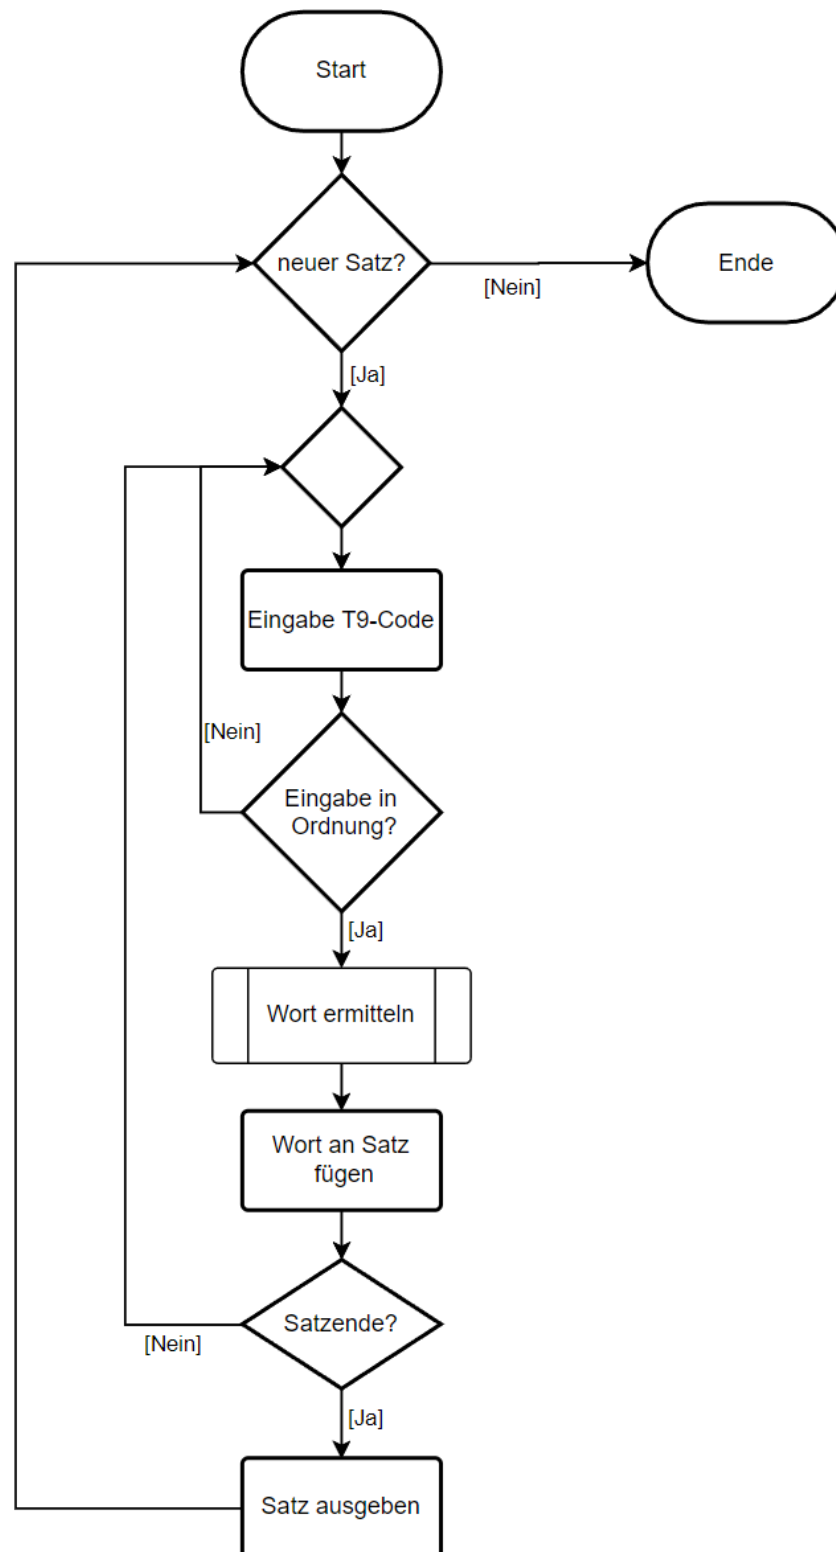 Start
neuer Satz?
[Nein]
Ende
[Ja]
Eingabe T9-Code
[Nein]
Eingabe in
Ordnung?
[Ja]
Wort ermitteln
Wort an Satz
fügen
Satzende?
[Nein]
[Ja]
Satz ausgeben